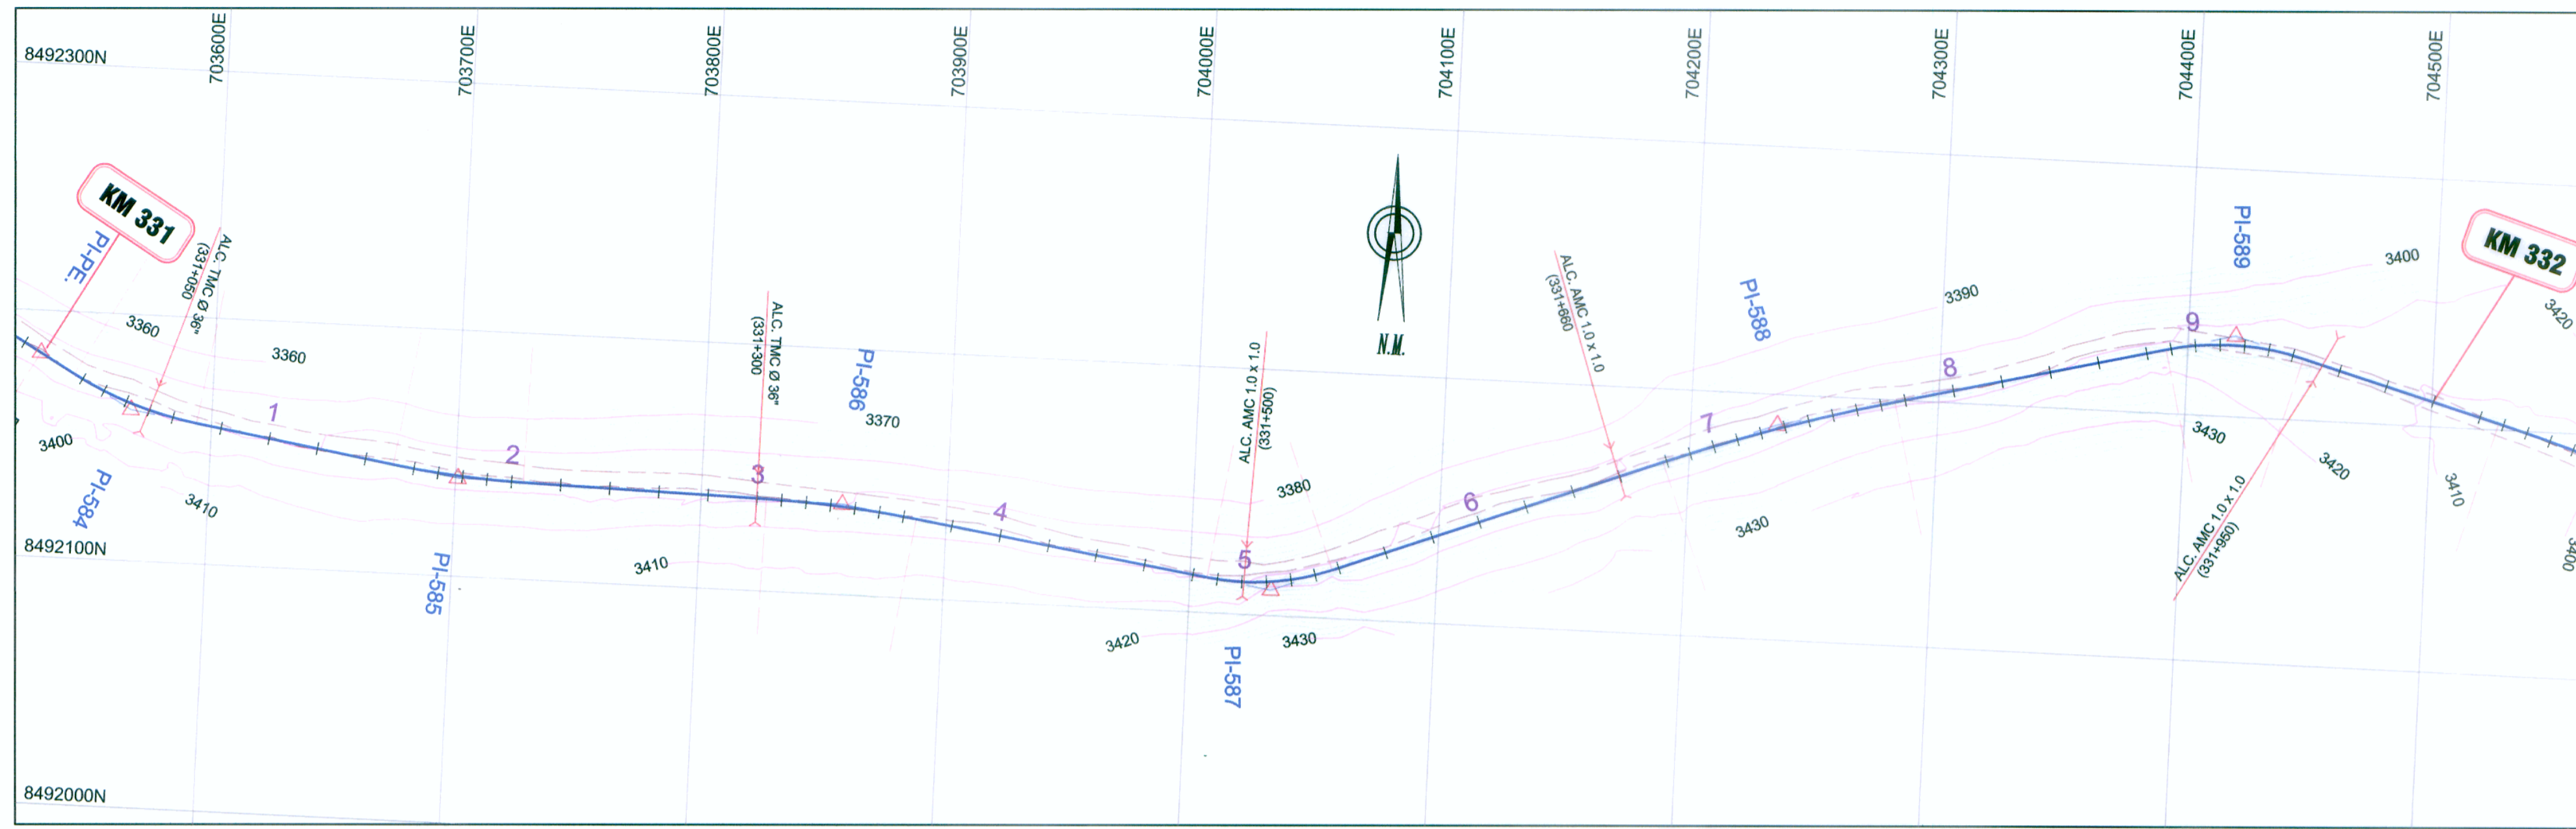 703600E
703700E
703800E
703900E
704000E
704100E
704200E
704300E
704400E
704500E
8492300N
KM 331
PI-PE.
ALC. TMC Ø 36"
(331+050
3360
3360
1
3400
PI-584
3410
2
PI-585
8492100N
ALC. TMC Ø 36"
(331+300
3
PI-586
3370
3410
4
ALC. AMC 1.0 x 1.0
(331+500)
3380
5
3420
3430
PI-587
N.M.
6
ALC. AMC 1.0 x 1.0
(331+660
7
PI-588
3430
8
3390
9
PI-589
3400
3430
3420
ALC. AMC 1.0 x 1.0
(331+950)
KM 332
3420
3410
3400
8492000N